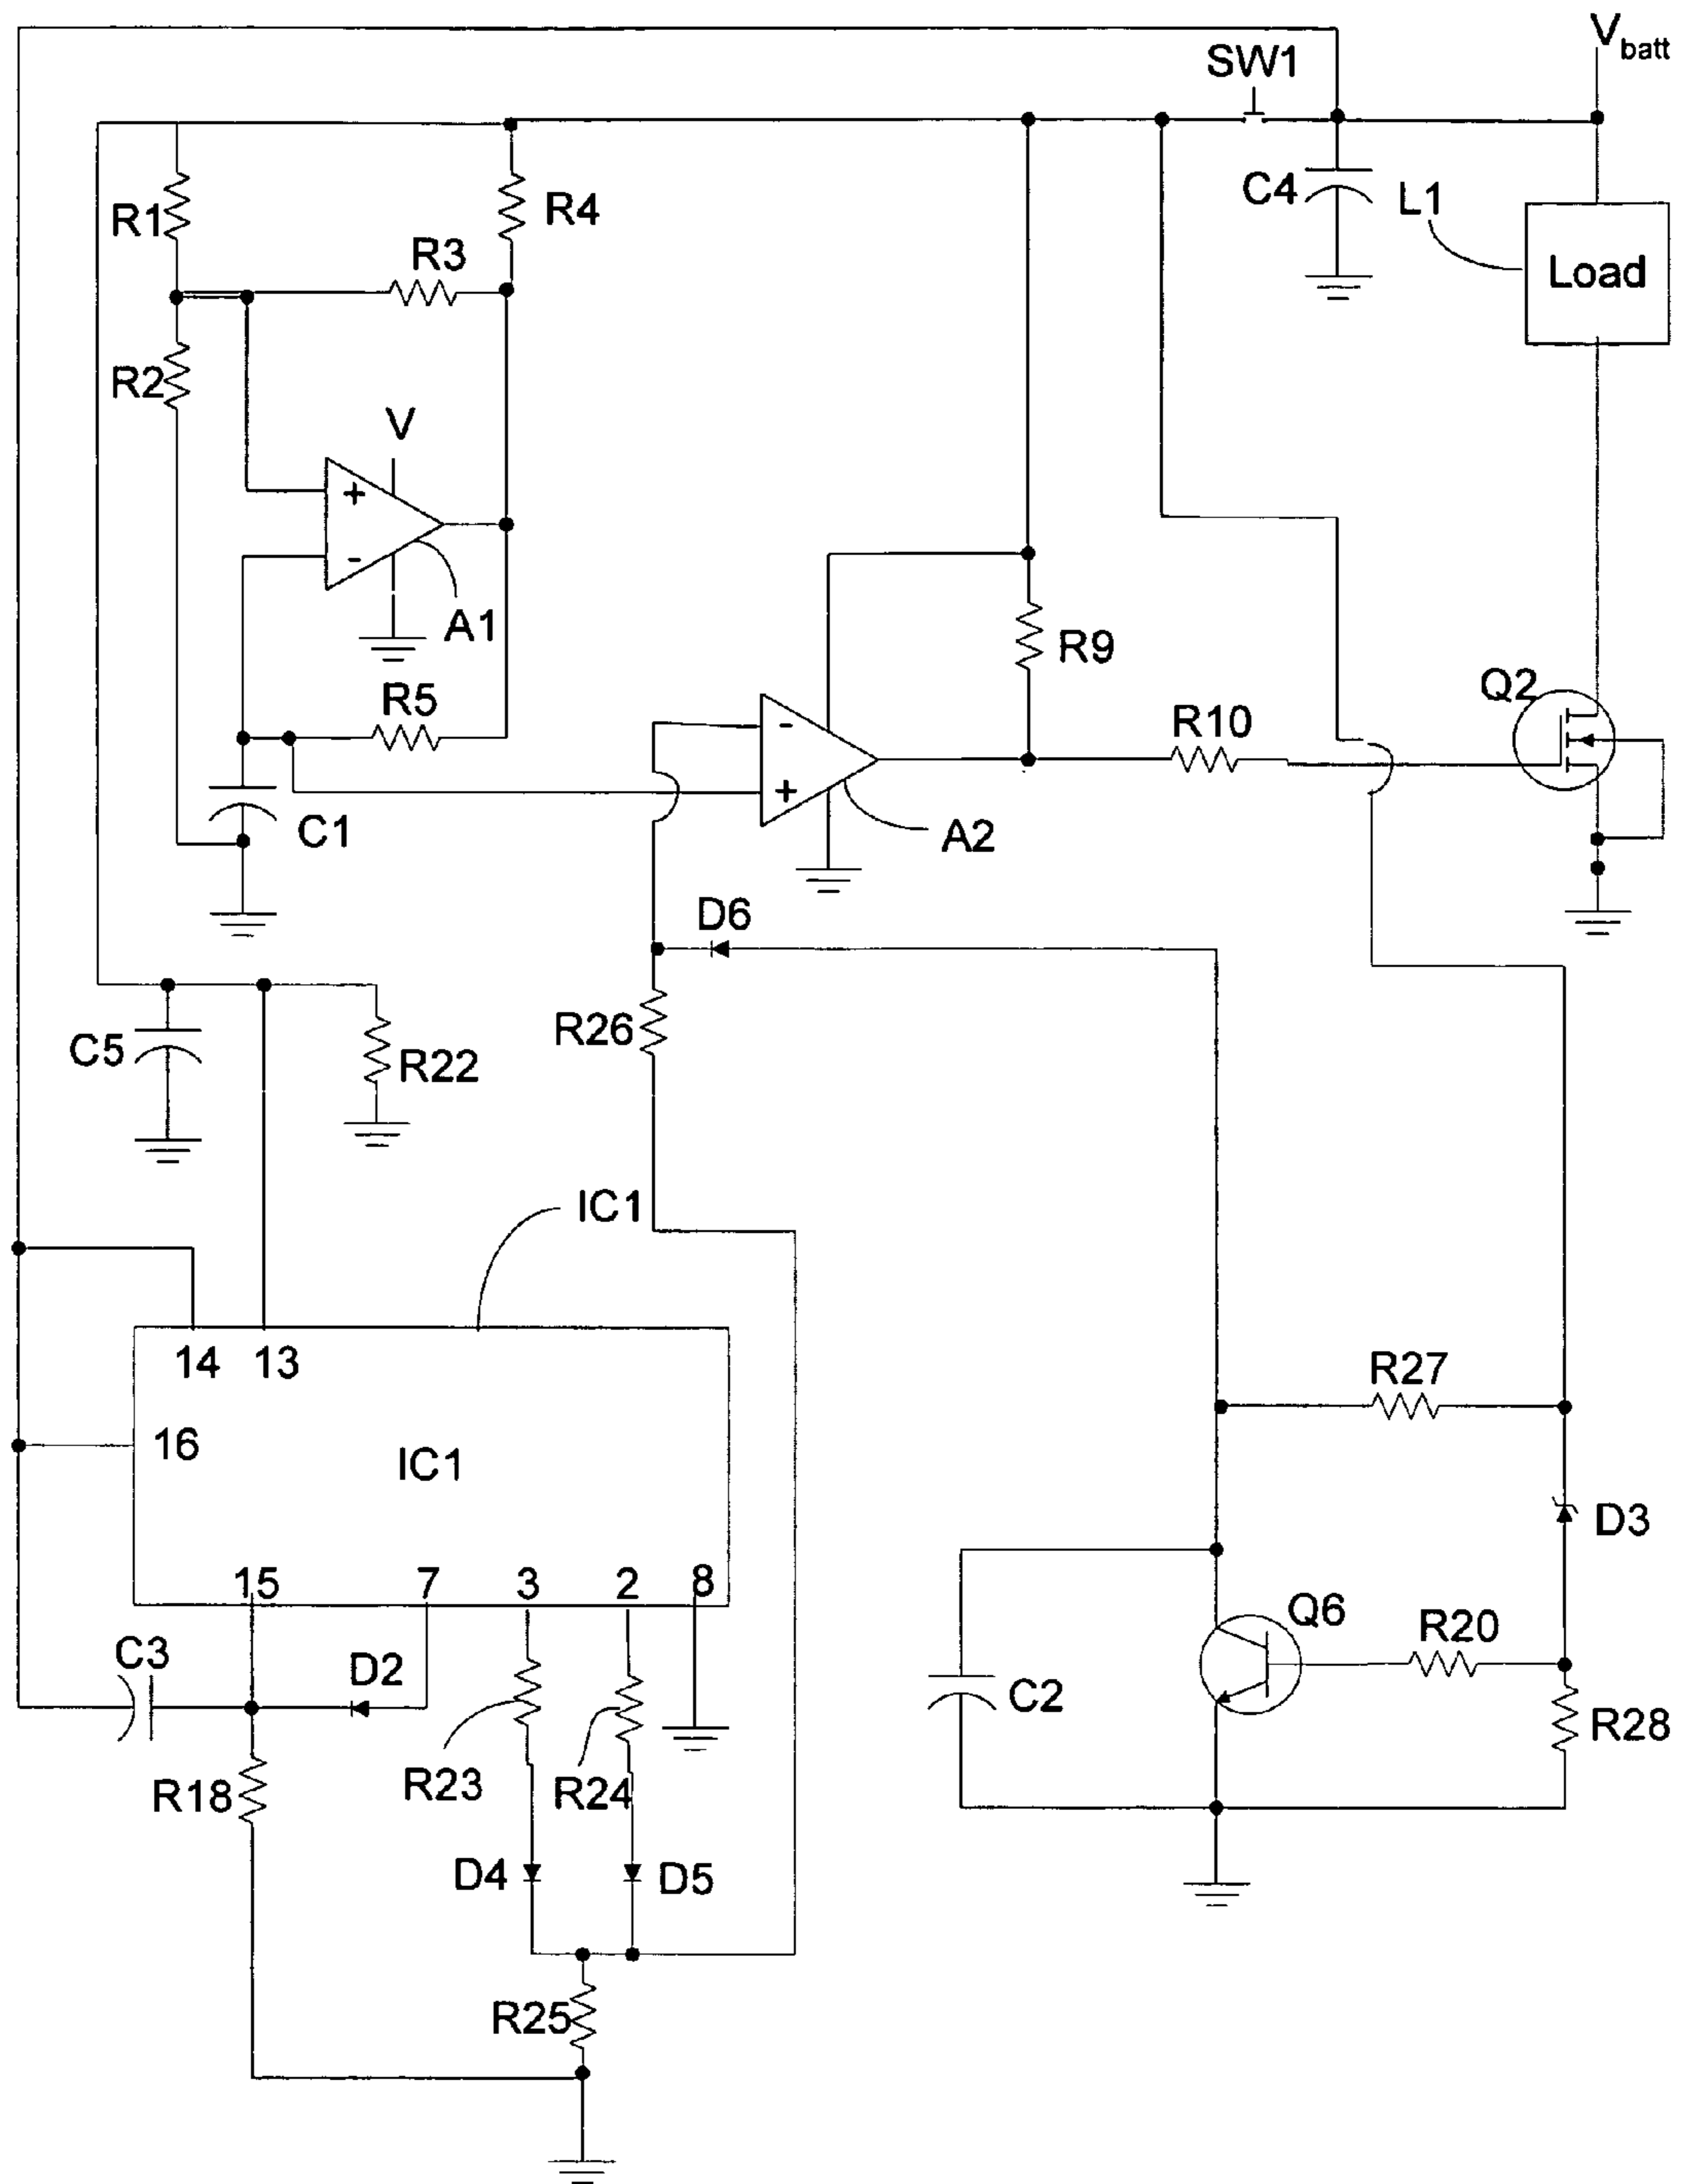 Vbatt
SW1
C4
L1
R1
R4
Load
R3
R2
V
+
-
A1
R9
R5
Q2
R10
-
+
C1
A2
D6
C5
R26
R22
IC1
14 13
R27
16
IC1
D3
15 7 3 2 8
Q6
R20
C3
D2
C2
R28
R23
R24
R18
D4
D5
R25